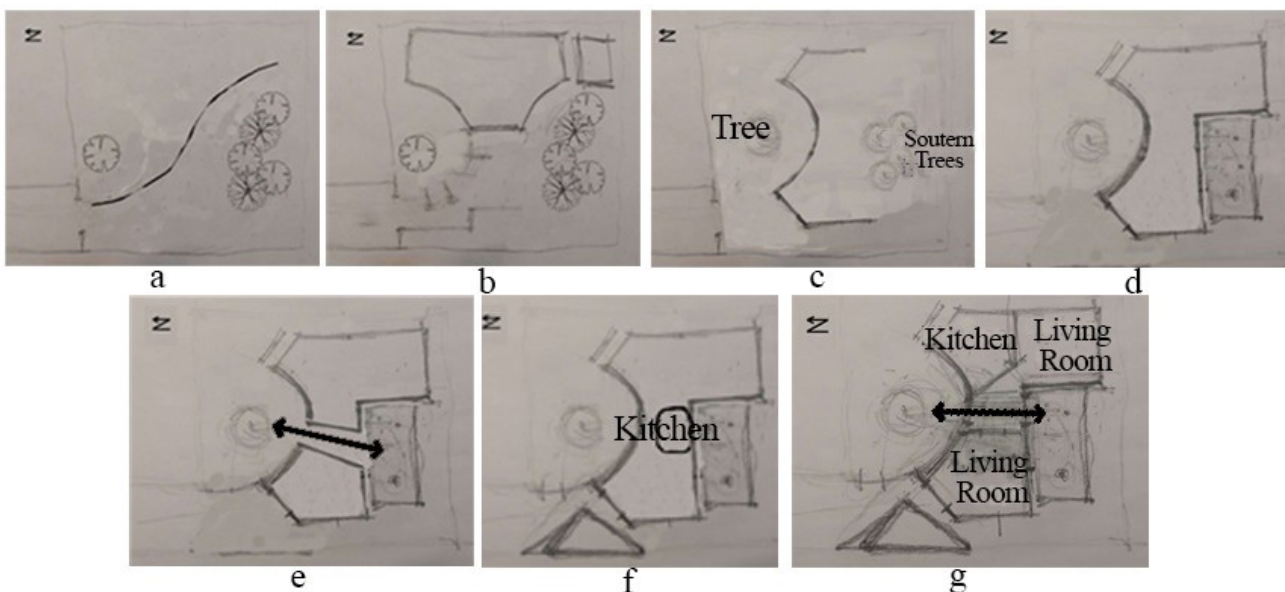 N
N
N
N
a
Tree
Soutern
Trees
b
c
d
N
N
N
Kitchen
Living
Room
Kitchen
Living
Room
e
f
g